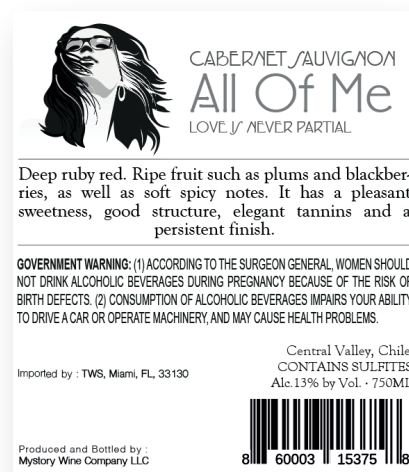 CABERNET SAUVIGNON
All Of Me
LOVE IS NEVER PARTIAL
Deep ruby red. Ripe fruit such as plums and blackber-
ries, as well as soft spicy notes. It has a pleasant
sweetness, good structure, elegant tannins and a
persistent finish.
GOVERNMENT WARNING: (1) ACCORDING TO THE SURGEON GENERAL, WOMEN SHOULD
NOT DRINK ALCOHOLIC BEVERAGES DURING PREGNANCY BECAUSE OF THE RISK OF
BIRTH DEFECTS. (2) CONSUMPTION OF ALCOHOLIC BEVERAGES IMPAIRS YOUR ABILITY
TO DRIVE A CAR OR OPERATE MACHINERY, AND MAY CAUSE HEALTH PROBLEMS.
Central Valley, Chile
CONTAINS SULFITES
Alc.13% by Vol. · 750ML
Imported by : TWS, Miami, FL, 33130
Produced and Bottled by :
Mystory Wine Company LLC
8 60003 15375 8